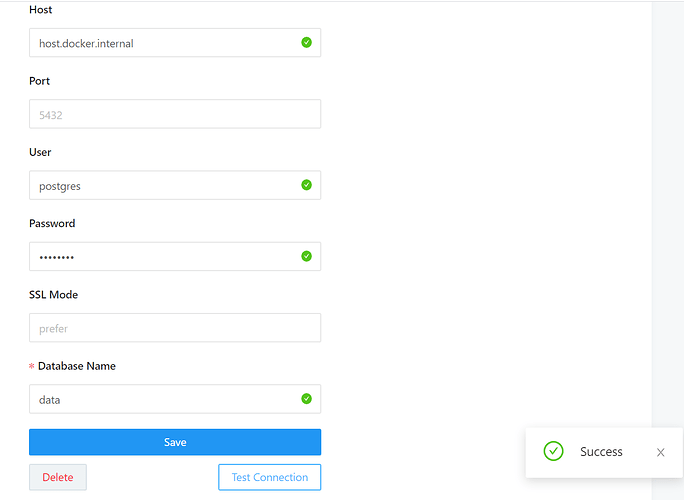 Host
host.docker.internal
Port
5432
User
postgres
Password
••••••••
SSL Mode
prefer
* Database Name
data
Save
Delete
Test Connection
Success